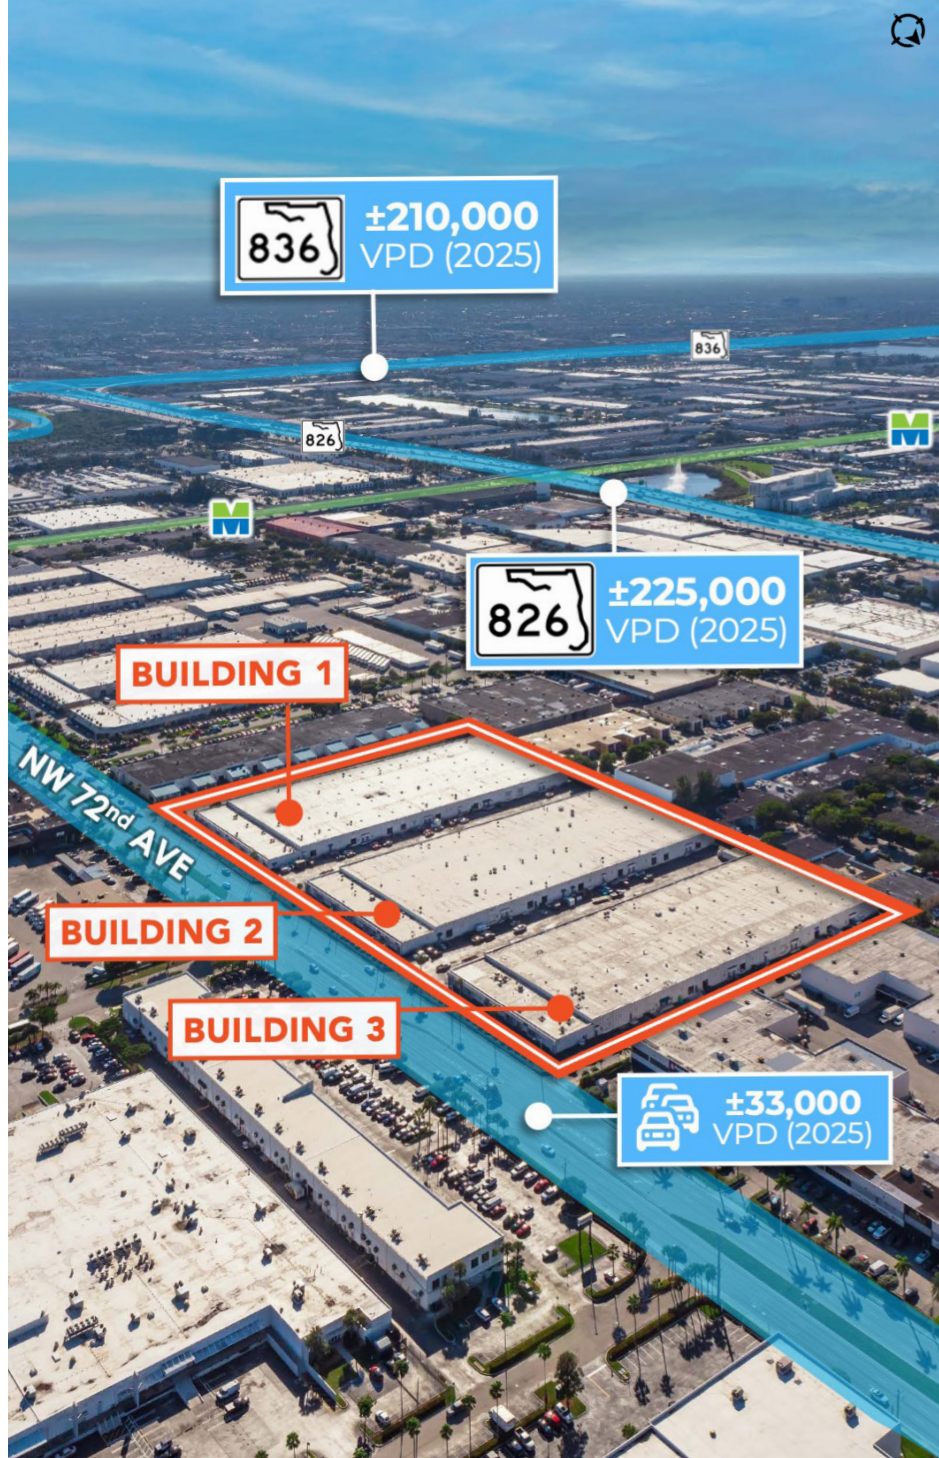 836
±210,000
VPD (2025)
836
826
M
M
826
±225,000
VPD (2025)
BUILDING 1
NW 72nd AVE
BUILDING 2
BUILDING 3
±33,000
VPD (2025)